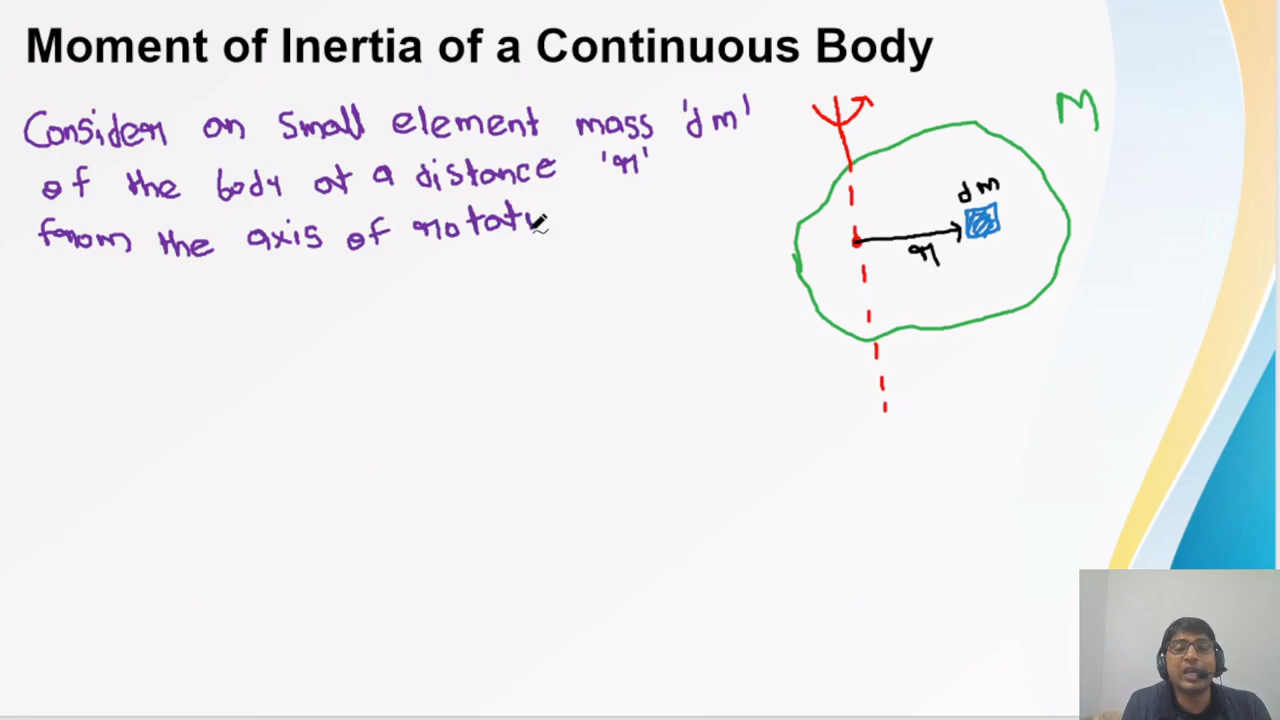 Moment of Inertia of a Continuous Body
Consider an small element mass 'dm'
of the body at a distance 'r'
from the axis of rotati
M
dm
r